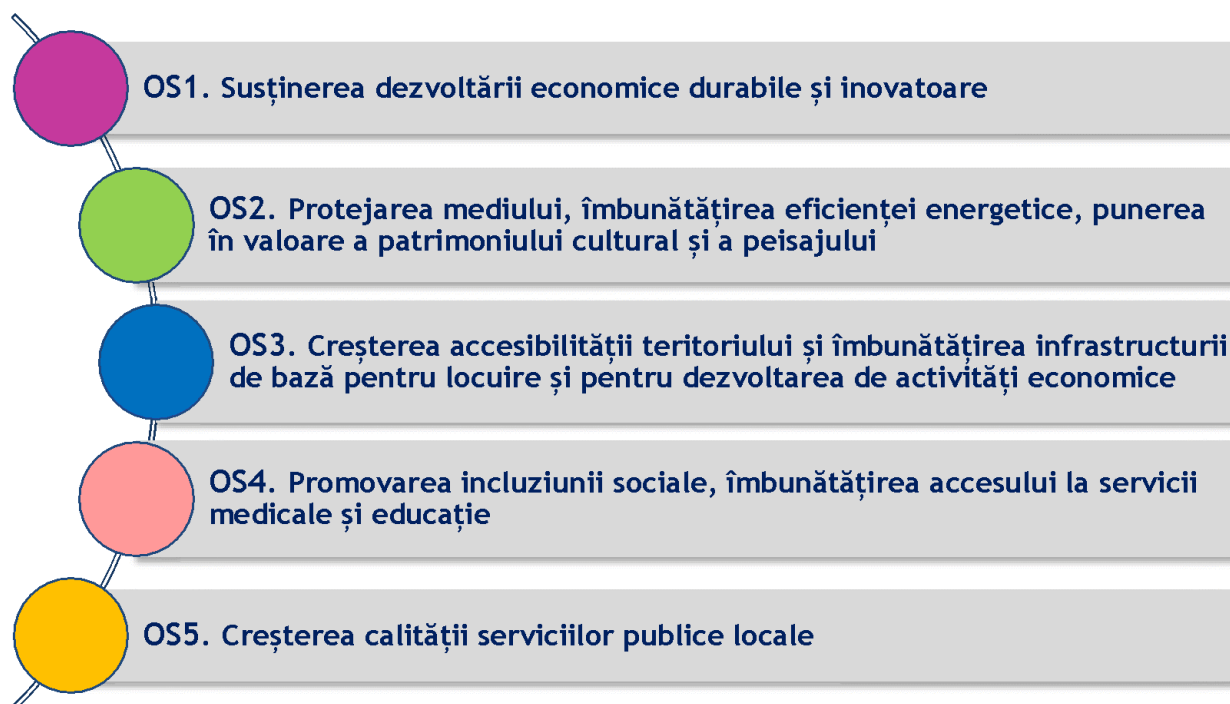 OS1. Susținerea dezvoltării economice durabile și inovatoare
OS2. Protejarea mediului, îmbunătățirea eficienței energetice, punerea
în valoare a patrimoniului cultural și a peisajului
OS3. Creșterea accesibilității teritoriului și îmbunătățirea infrastructurii
de bază pentru locuire și pentru dezvoltarea de activități economice
OS4. Promovarea incluziunii sociale, îmbunătățirea accesului la servicii
medicale și educație
OS5. Creșterea calității serviciilor publice locale